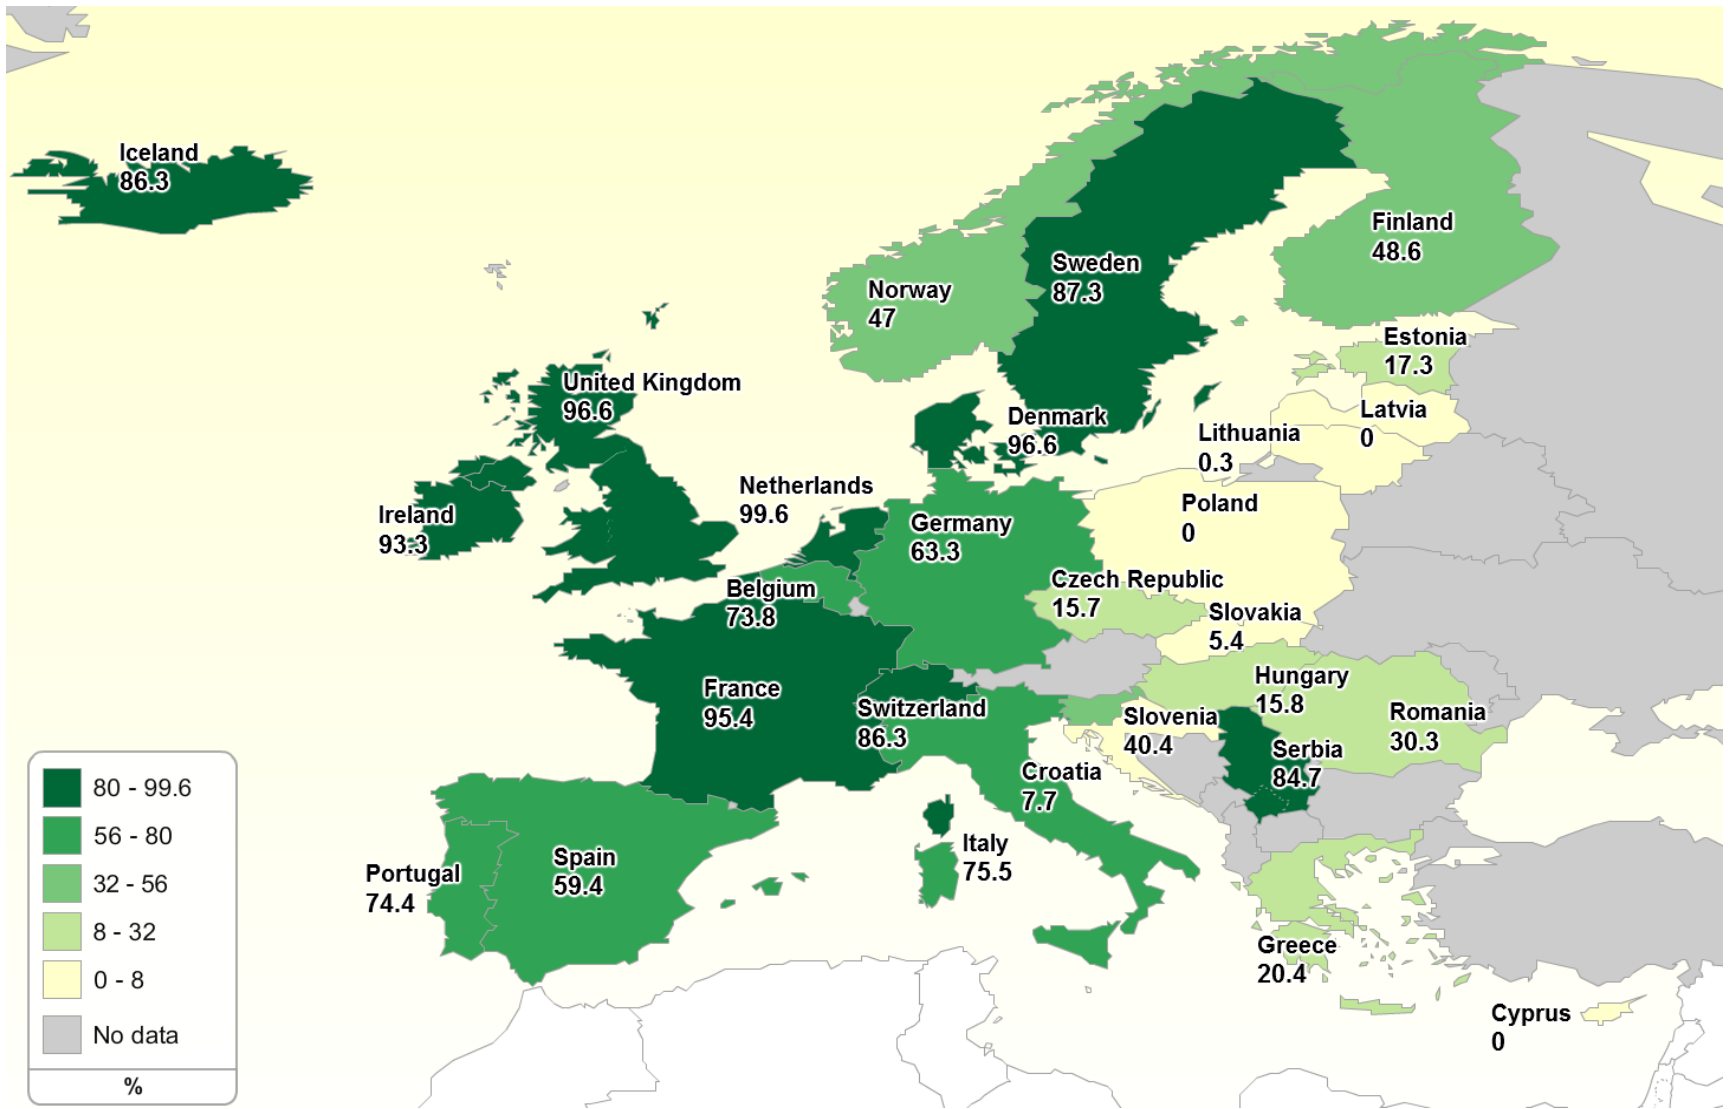 Iceland
86.3
Finland
48.6
Sweden
87.3
Norway
47
Estonia
17.3
United Kingdom
96.6
Latvia
0
Denmark
96.6
Lithuania
0.3
Netherlands
99.6
Poland
0
Ireland
93.3
Germany
63.3
Czech Republic
15.7
Belgium
73.8
Slovakia
5.4
Hungary
15.8
France
95.4
Switzerland
86.3
Slovenia
40.4
Romania
30.3
Serbia
84.7
Croatia
7.7
Italy
75.5
Spain
59.4
Portugal
74.4
Greece
20.4
Cyprus
0
80 - 99.6
56 - 80
32 - 56
8 - 32
0 - 8
No data
%